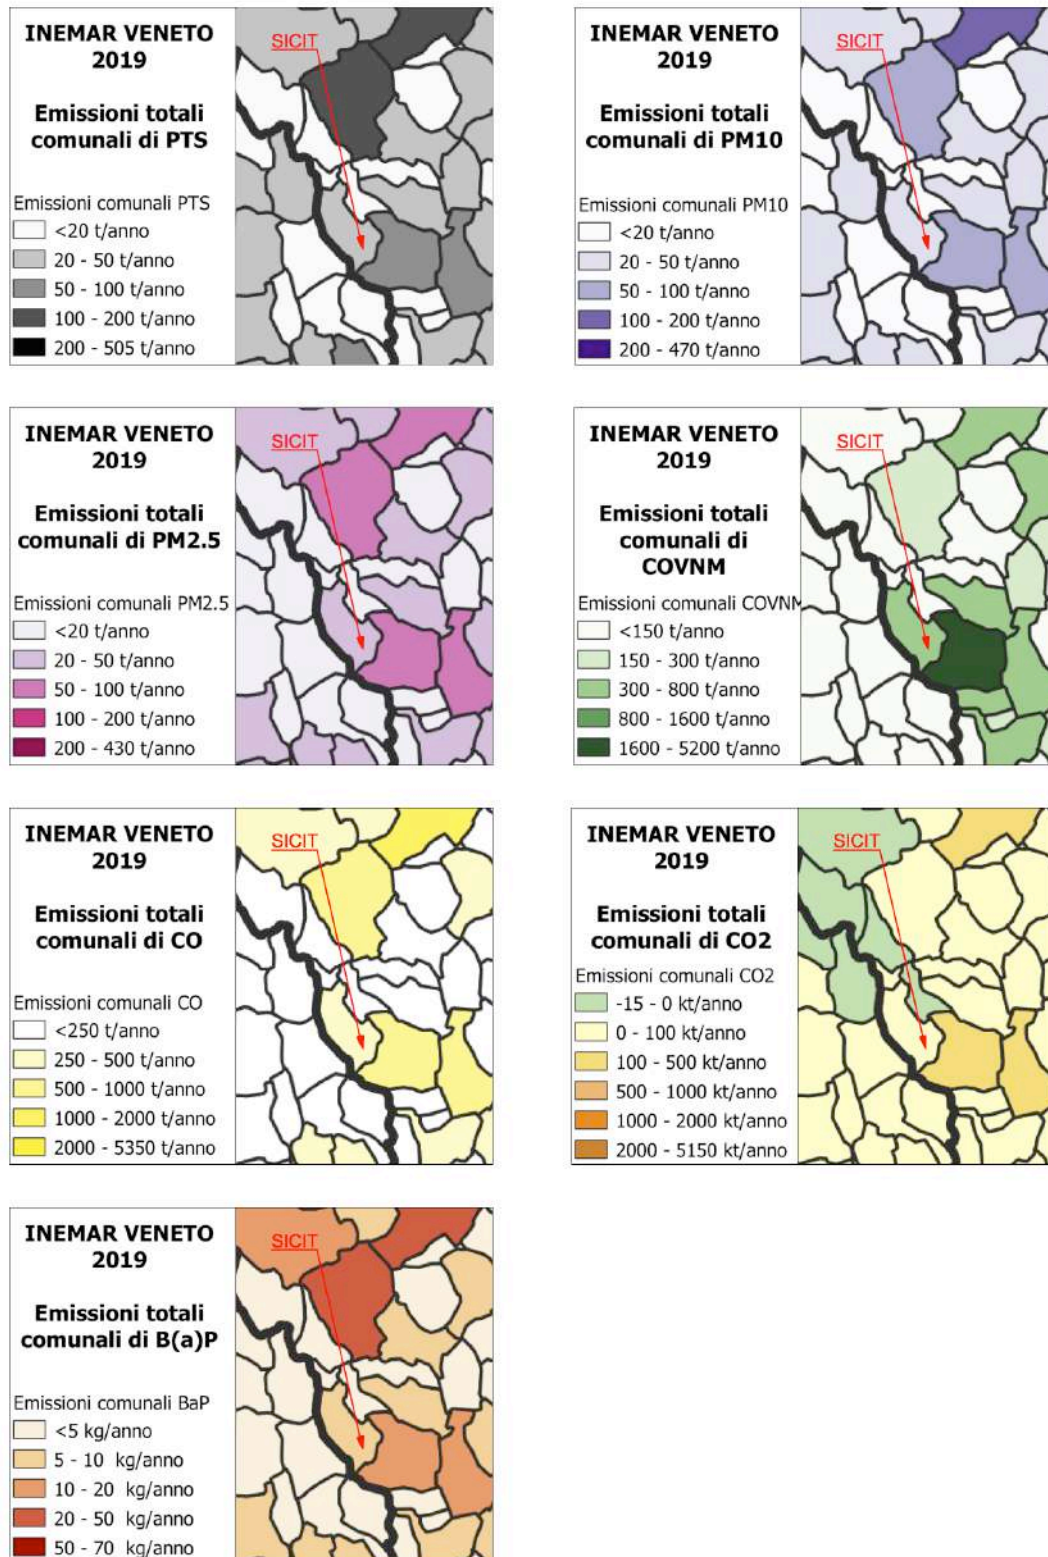 INEMAR VENETO
2019
Emissioni totali
comunali di PTS
Emissioni comunali PTS
<20 t/anno
20 - 50 t/anno
50 - 100 t/anno
100 - 200 t/anno
200 - 505 t/anno
SICIT
INEMAR VENETO
2019
Emissioni totali
comunali di PM10
Emissioni comunali PM10
<20 t/anno
20 - 50 t/anno
50 - 100 t/anno
100 - 200 t/anno
200 - 470 t/anno
SICIT
INEMAR VENETO
2019
Emissioni totali
comunali di PM2.5
Emissioni comunali PM2.5
<20 t/anno
20 - 50 t/anno
50 - 100 t/anno
100 - 200 t/anno
200 - 430 t/anno
SICIT
INEMAR VENETO
2019
Emissioni totali
comunali di
COVNM
Emissioni comunali COVNM
<150 t/anno
150 - 300 t/anno
300 - 800 t/anno
800 - 1600 t/anno
1600 - 5200 t/anno
SICIT
INEMAR VENETO
2019
Emissioni totali
comunali di CO
Emissioni comunali CO
<250 t/anno
250 - 500 t/anno
500 - 1000 t/anno
1000 - 2000 t/anno
2000 - 5350 t/anno
SICIT
INEMAR VENETO
2019
Emissioni totali
comunali di CO2
Emissioni comunali CO2
-15 - 0 kt/anno
0 - 100 kt/anno
100 - 500 kt/anno
500 - 1000 kt/anno
1000 - 2000 kt/anno
2000 - 5150 kt/anno
SICIT
INEMAR VENETO
2019
Emissioni totali
comunali di B(a)P
Emissioni comunali BaP
<5 kg/anno
5 - 10 kg/anno
10 - 20 kg/anno
20 - 50 kg/anno
50 - 70 kg/anno
SICIT